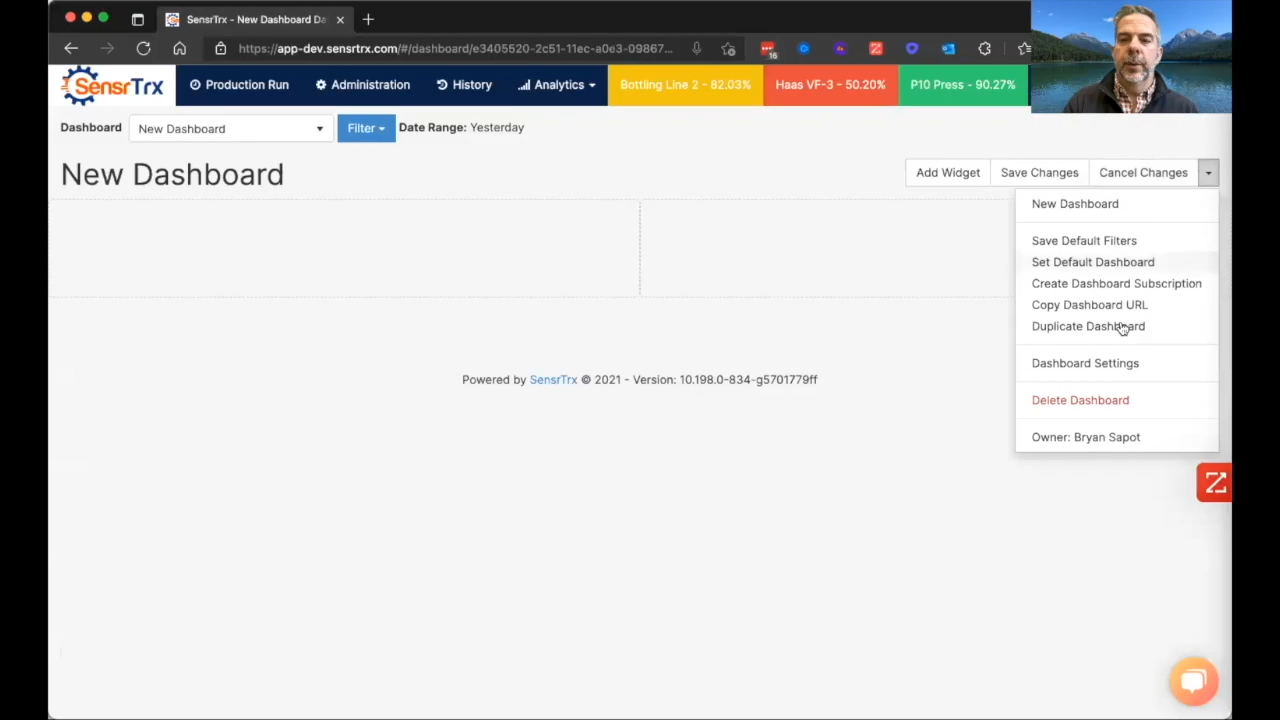 SensrTrx - New Dashboard Da
https://app-dev.sensrtrx.com/#/dashboard/e3405520-2c51-11ec-a0e3-09867...
16
SensrTrx
Production Run
Administration
History
Analytics
Bottling Line 2 - 82.03%
Haas VF-3 - 50.20%
P10 Press - 90.27%
Dashboard
New Dashboard
Filter
Date Range: Yesterday
New Dashboard
Add Widget
Save Changes
Cancel Changes
New Dashboard
Save Default Filters
Set Default Dashboard
Create Dashboard Subscription
Copy Dashboard URL
Duplicate Dashboard
Dashboard Settings
Delete Dashboard
Owner: Bryan Sapot
Powered by SensrTrx © 2021 - Version: 10.198.0-834-g5701779ff